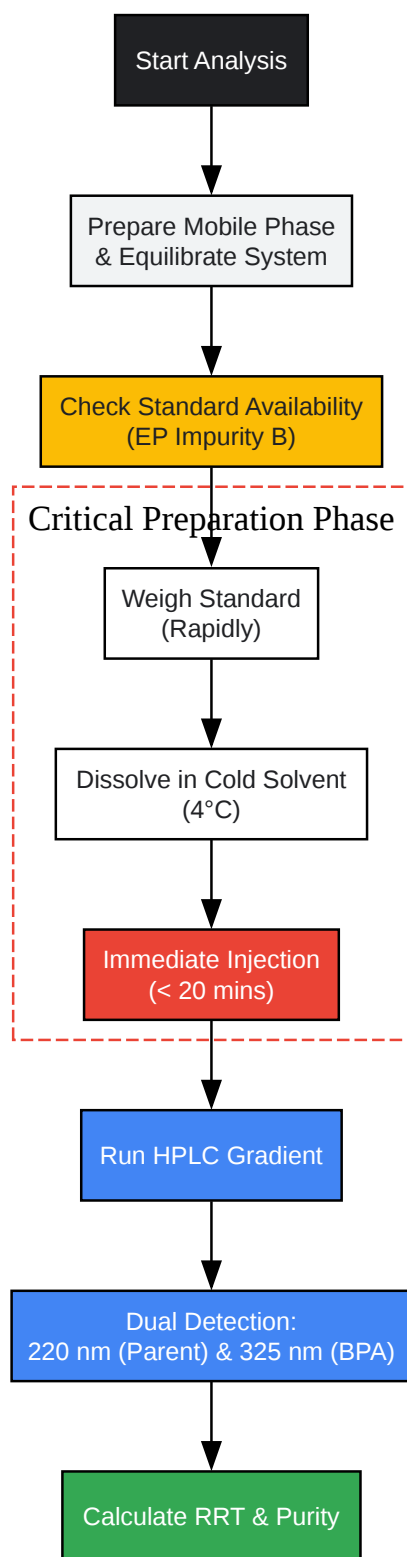 Start Analysis
Prepare Mobile Phase
& Equilibrate System
Check Standard Availability
(EP Impurity B)
Critical Preparation Phase
Weigh Standard
(Rapidly)
Dissolve in Cold Solvent
(4°C)
Immediate Injection
(< 20 mins)
Run HPLC Gradient
Dual Detection:
220 nm (Parent) & 325 nm (BPA)
Calculate RRT & Purity